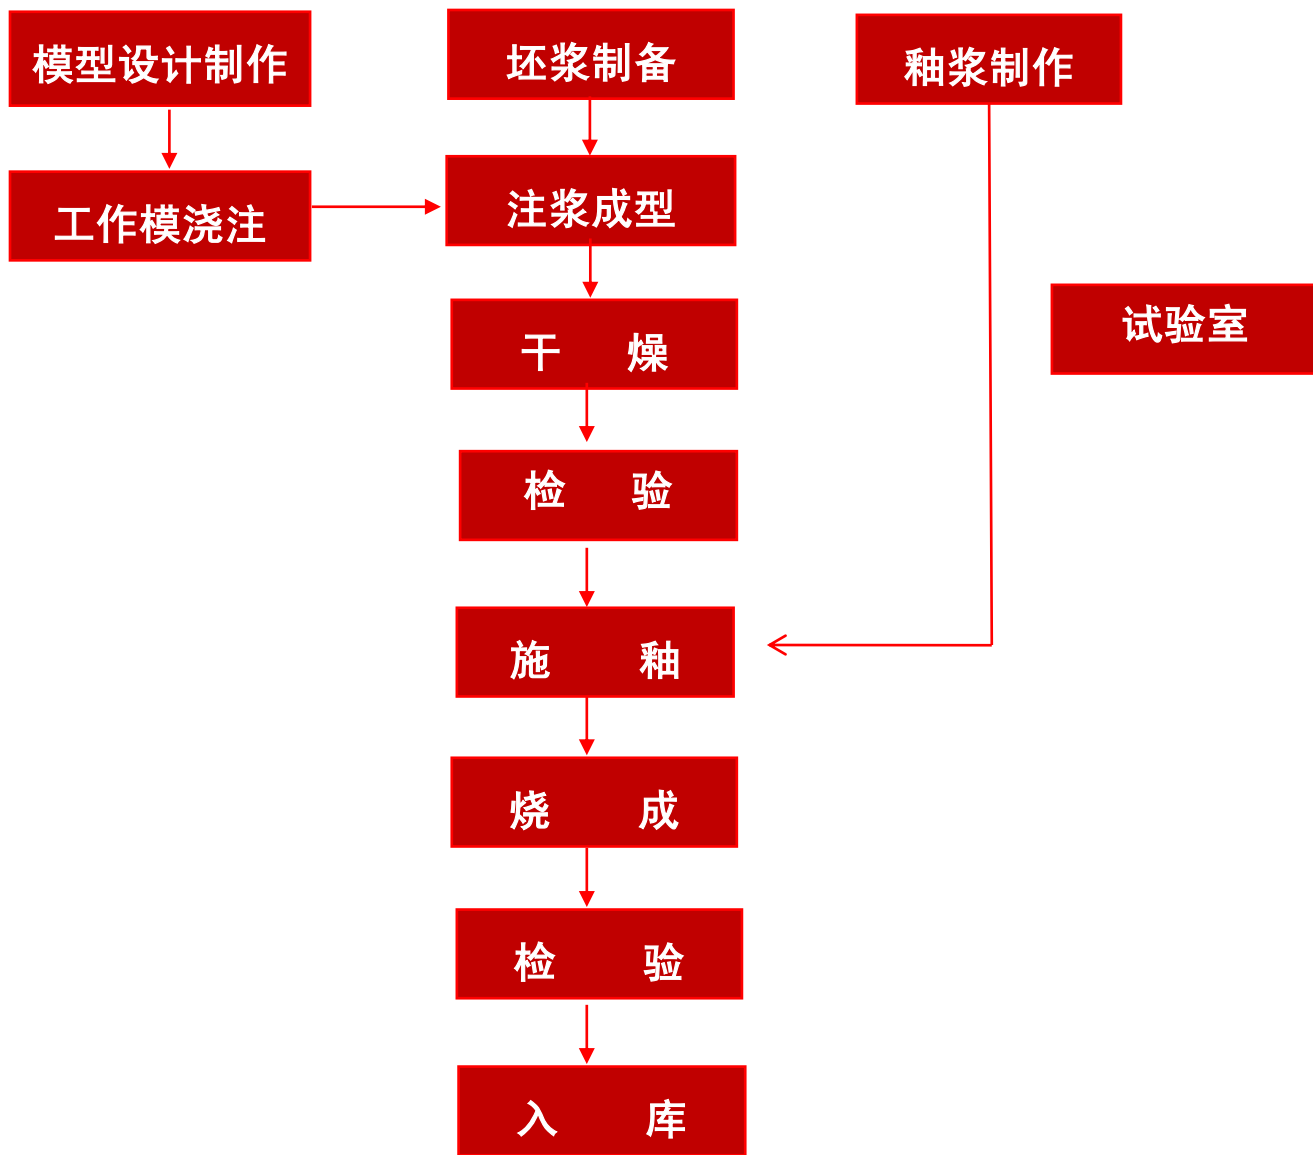 模型设计制作
坯浆制备
釉浆制作
工作模浇注
注浆成型
干 燥
试验室
检 验
施 釉
烧 成
检 验
入 库